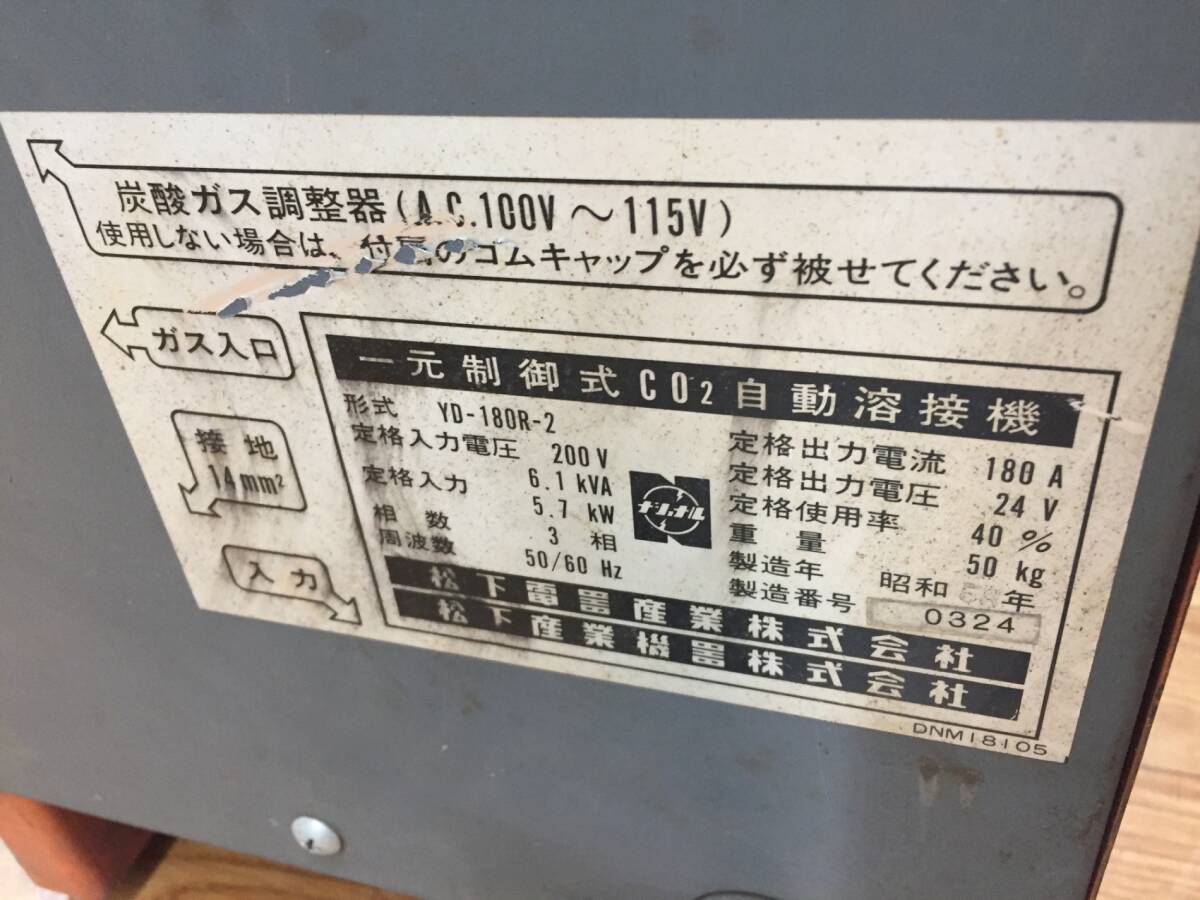 炭酸ガス調整器(A.C.100V～115V)
使用しない場合は、付属のゴムキャップを必ず被せてください。
ガス入口
接地
14mm²
入力
一元制御式CO₂自動溶接機
形式 YD-180R-2
定格入力電圧 200V
定格入力 6.1 kVA
5.7 kW
相数 3 相
周波数 50/60 Hz
ナショナル
定格出力電流 180 A
定格出力電圧 24 V
定格使用率 40 %
重量 50 kg
製造年 昭和 年
製造番号 0324
松下電器産業株式会社
松下産業機器株式会社
DNM18105